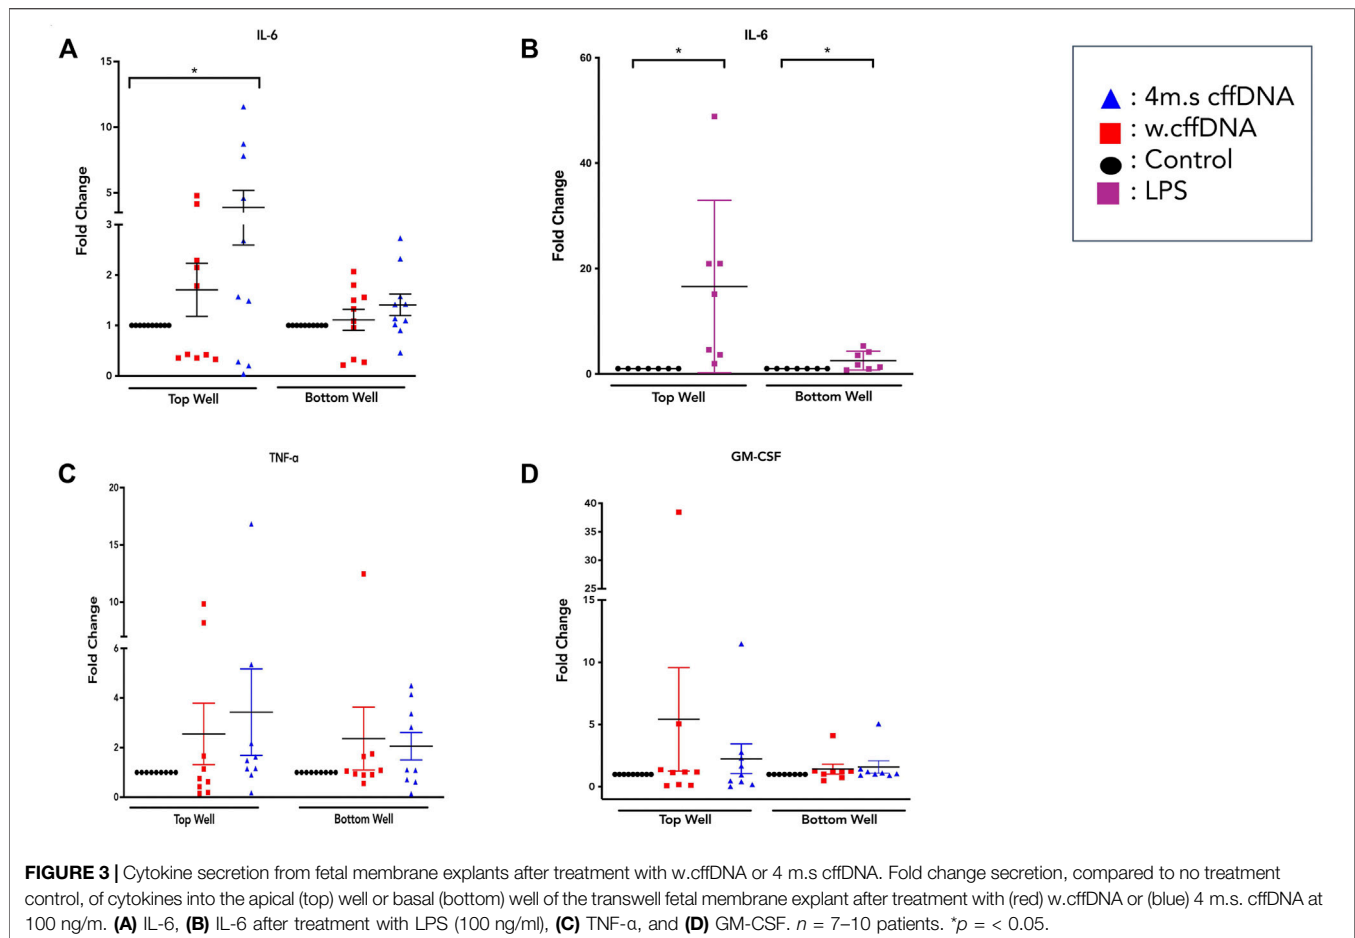 IL-6
A
*
15
10
5
3
2
1
0
Fold Change
Top Well
Bottom Well
IL-6
B
*
*
60
40
20
0
Fold Change
Top Well
Bottom Well
: 4m.s cffDNA
: w.cffDNA
: Control
: LPS
TNF-α
C
20
15
10
6
4
2
0
Fold Change
Top Well
Bottom Well
GM-CSF
D
40
35
30
25
15
10
5
0
Fold Change
Top Well
Bottom Well
FIGURE 3 | Cytokine secretion from fetal membrane explants after treatment with w.cffDNA or 4 m.s cffDNA. Fold change secretion, compared to no treatment
control, of cytokines into the apical (top) well or basal (bottom) well of the transwell fetal membrane explant after treatment with (red) w.cffDNA or (blue) 4 m.s. cffDNA at
100 ng/m. (A) IL-6, (B) IL-6 after treatment with LPS (100 ng/ml), (C) TNF-α, and (D) GM-CSF. n = 7–10 patients. *p = < 0.05.